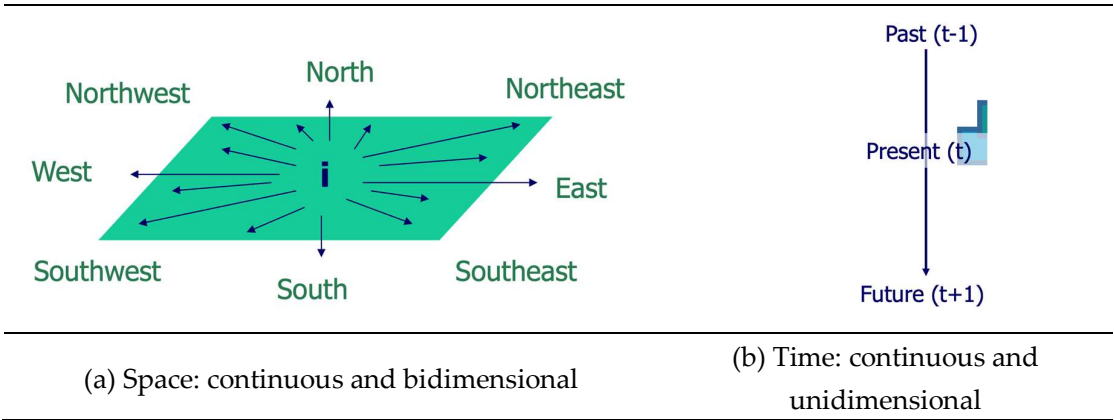 North
Northwest
Northeast
West
i
East
Southwest
South
Southeast
Past (t-1)
Present (t)
Future (t+1)
(a) Space: continuous and bidimensional
(b) Time: continuous and
unidimensional